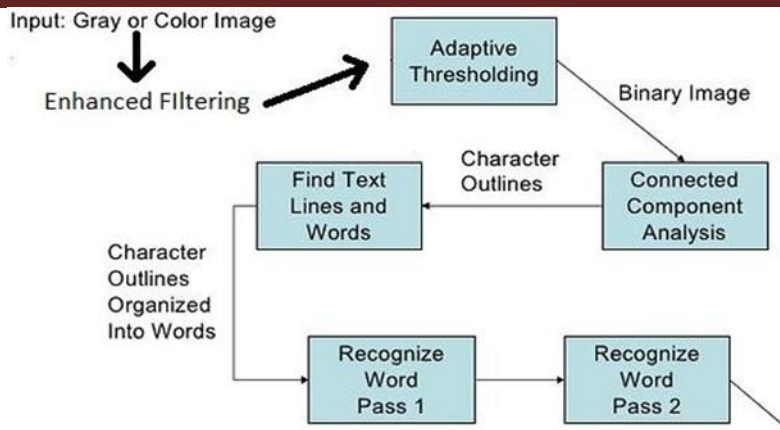 Input: Gray or Color Image
Enhanced FIltering
Adaptive
Thresholding
Binary Image
Connected
Component
Analysis
Character
Outlines
Find Text
Lines and
Words
Character
Outlines
Organized
Into Words
Recognize
Word
Pass 1
Recognize
Word
Pass 2